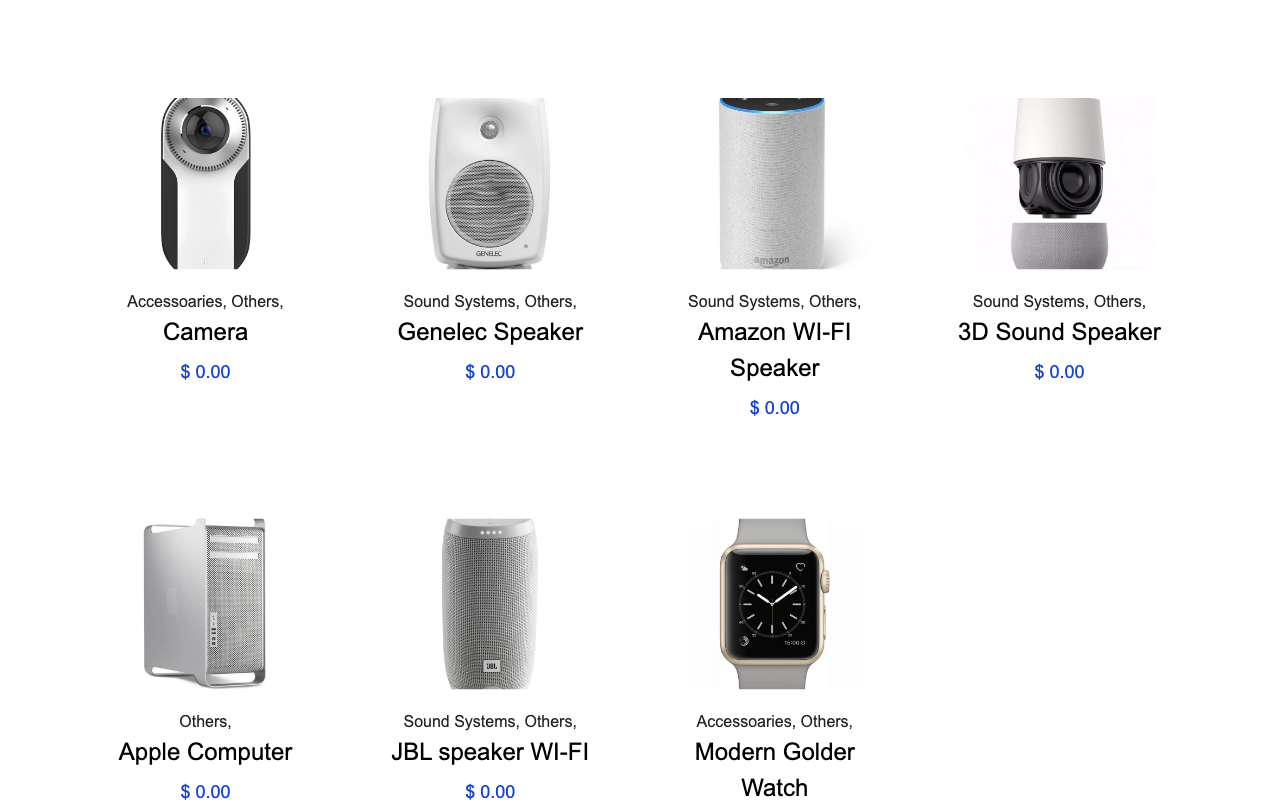 GENELEC
amazon
Accessoaries, Others,
Camera
$ 0.00
Sound Systems, Others,
Genelec Speaker
$ 0.00
Sound Systems, Others,
Amazon WI-FI
Speaker
$ 0.00
Sound Systems, Others,
3D Sound Speaker
$ 0.00
JBL
15:00
Others,
Apple Computer
$ 0.00
Sound Systems, Others,
JBL speaker WI-FI
$ 0.00
Accessoaries, Others,
Modern Golder
Watch